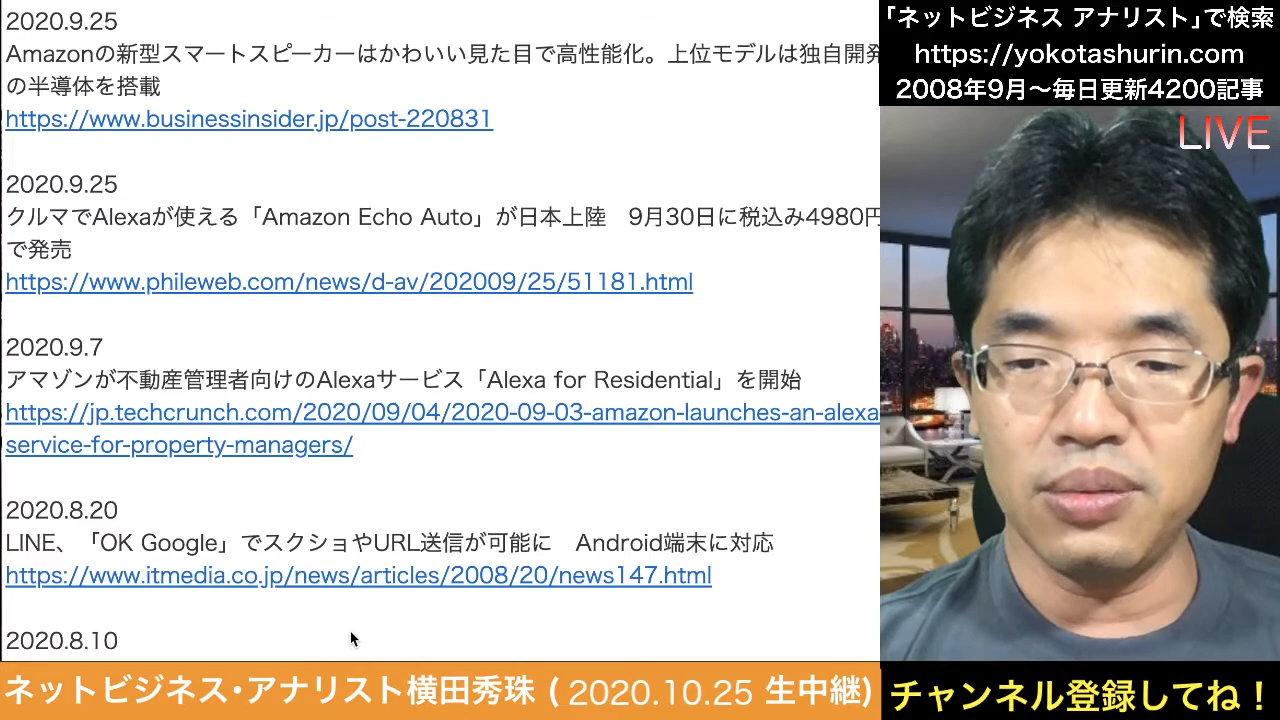 2020.9.25
Amazonの新型スマートスピーカーはかわいい見た目で高性能化。上位モデルは独自開発
の半導体を搭載
https://www.businessinsider.jp/post-220831
2020.9.25
クルマでAlexaが使える「Amazon Echo Auto」が日本上陸　9月30日に税込み4980円
で発売
https://www.phileweb.com/news/d-av/202009/25/51181.html
2020.9.7
アマゾンが不動産管理者向けのAlexaサービス「Alexa for Residential」を開始
https://jp.techcrunch.com/2020/09/04/2020-09-03-amazon-launches-an-alexa
service-for-property-managers/
2020.8.20
LINE、「OK Google」でスクショやURL送信が可能に　Android端末に対応
https://www.itmedia.co.jp/news/articles/2008/20/news147.html
2020.8.10
「ネットビジネス アナリスト」で検索
https://yokotashurin.com
2008年9月〜毎日更新4200記事
LIVE
ネットビジネス・アナリスト横田秀珠 ( 2020.10.25 生中継)
チャンネル登録してね！